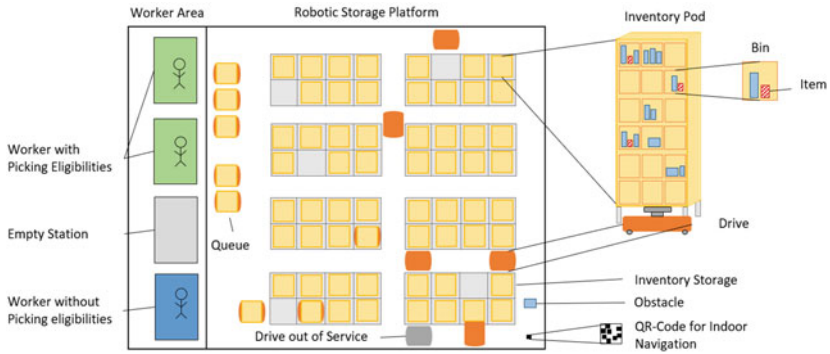 Worker Area
Robotic Storage Platform
Inventory Pod
Bin
Item
Worker with
Picking Eligibilities
Empty Station
Queue
Drive
Worker without
Picking eligibilities
Inventory Storage
Obstacle
Drive out of Service
QR-Code for Indoor
Navigation